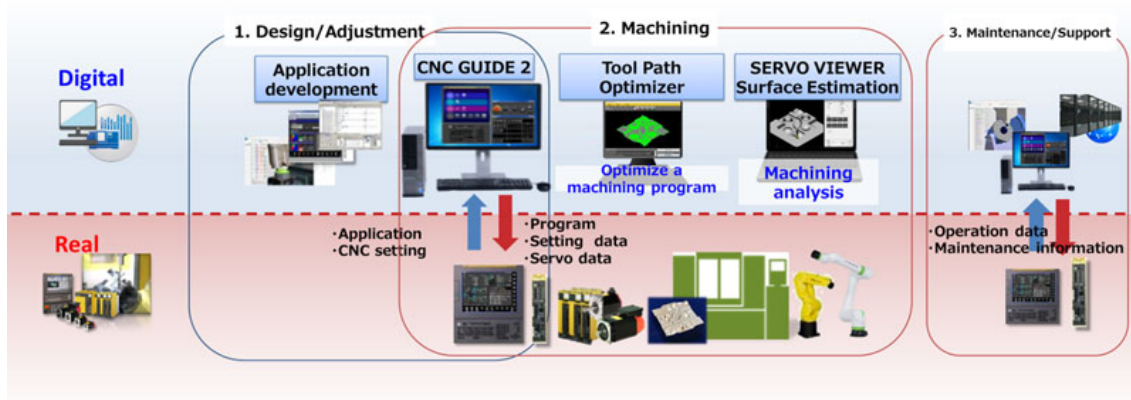 1. Design/Adjustment
2. Machining
3. Maintenance/Support
Digital
Application
development
CNC GUIDE 2
Tool Path
Optimizer
SERVO VIEWER
Surface Estimation
Optimize a
machining program
Machining
analysis
Real
・Application
・CNC setting
・Program
・Setting data
・Servo data
・Operation data
・Maintenance information